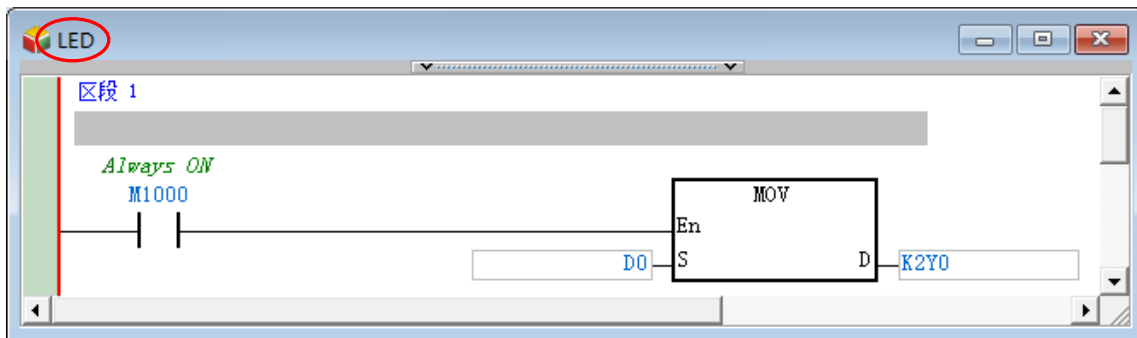 LED
区段 1
Always ON
M1000
MOV
En
D0 S D K2Y0